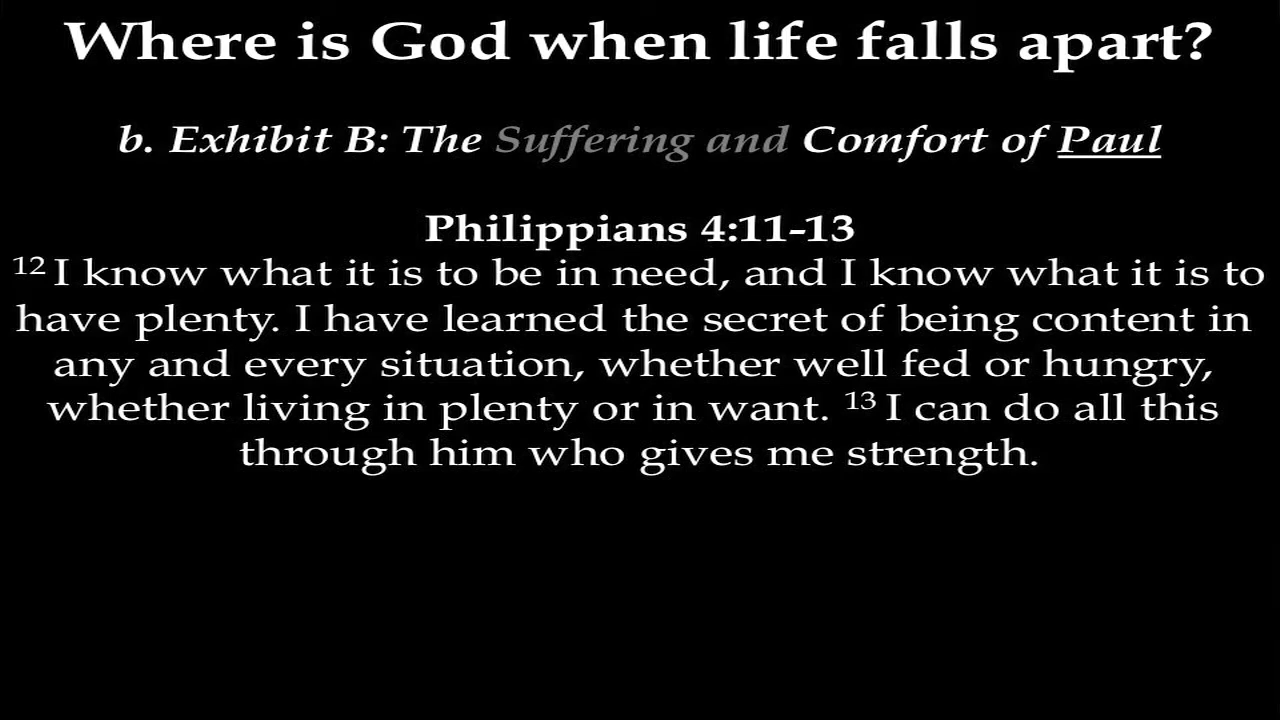 Where is God when life falls apart?
b. Exhibit B: The Suffering and Comfort of Paul
Philippians 4:11-13
12 I know what it is to be in need, and I know what it is to
have plenty. I have learned the secret of being content in
any and every situation, whether well fed or hungry,
whether living in plenty or in want. 13 I can do all this
through him who gives me strength.